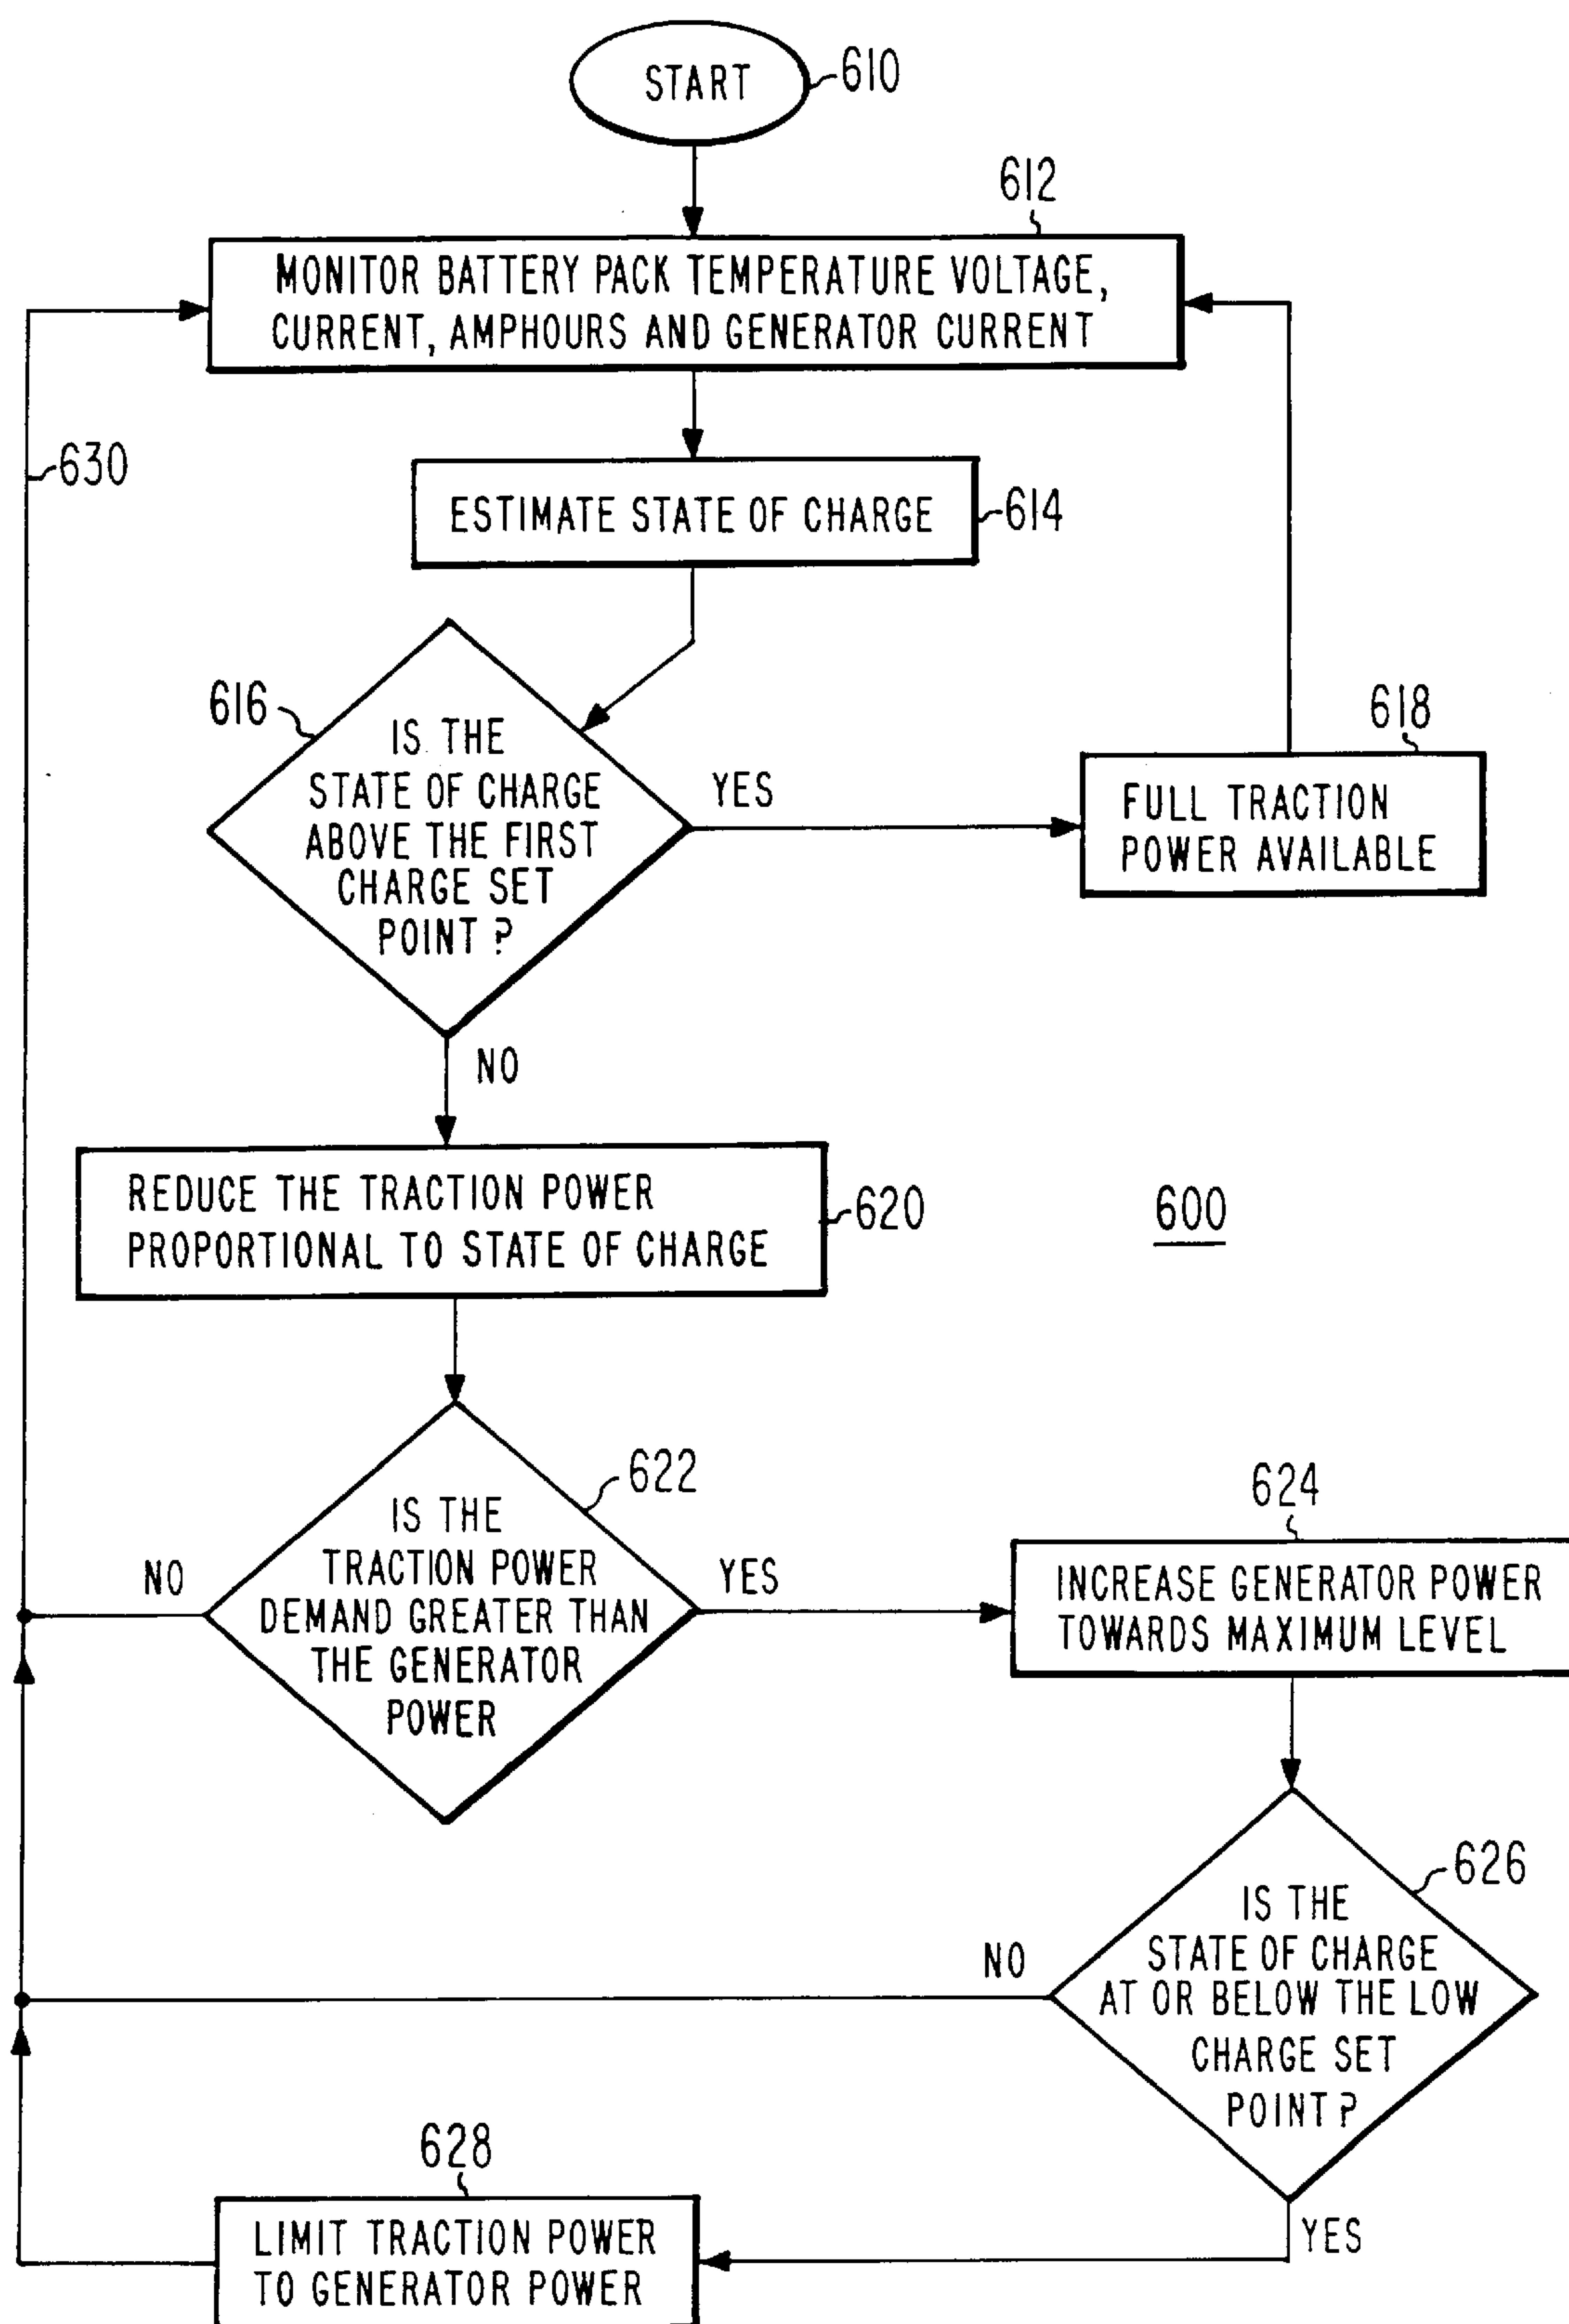 START
610
612
MONITOR BATTERY PACK TEMPERATURE VOLTAGE,
CURRENT, AMPHOURS AND GENERATOR CURRENT
630
ESTIMATE STATE OF CHARGE
614
616
IS THE
STATE OF CHARGE
ABOVE THE FIRST
CHARGE SET
POINT ?
YES
618
FULL TRACTION
POWER AVAILABLE
NO
REDUCE THE TRACTION POWER
PROPORTIONAL TO STATE OF CHARGE
620
600
622
IS THE
TRACTION POWER
DEMAND GREATER THAN
THE GENERATOR
POWER
NO
YES
624
INCREASE GENERATOR POWER
TOWARDS MAXIMUM LEVEL
626
IS THE
STATE OF CHARGE
AT OR BELOW THE LOW
CHARGE SET
POINT ?
NO
YES
628
LIMIT TRACTION POWER
TO GENERATOR POWER